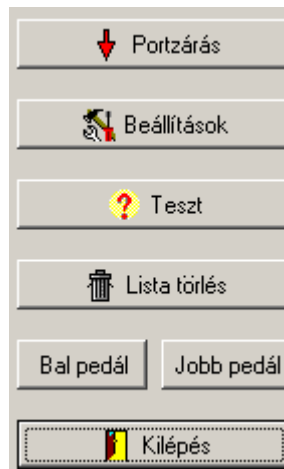 Portzárás
Beállítások
Teszt
Lista törlés
Bal pedál Jobb pedál
Kilépés